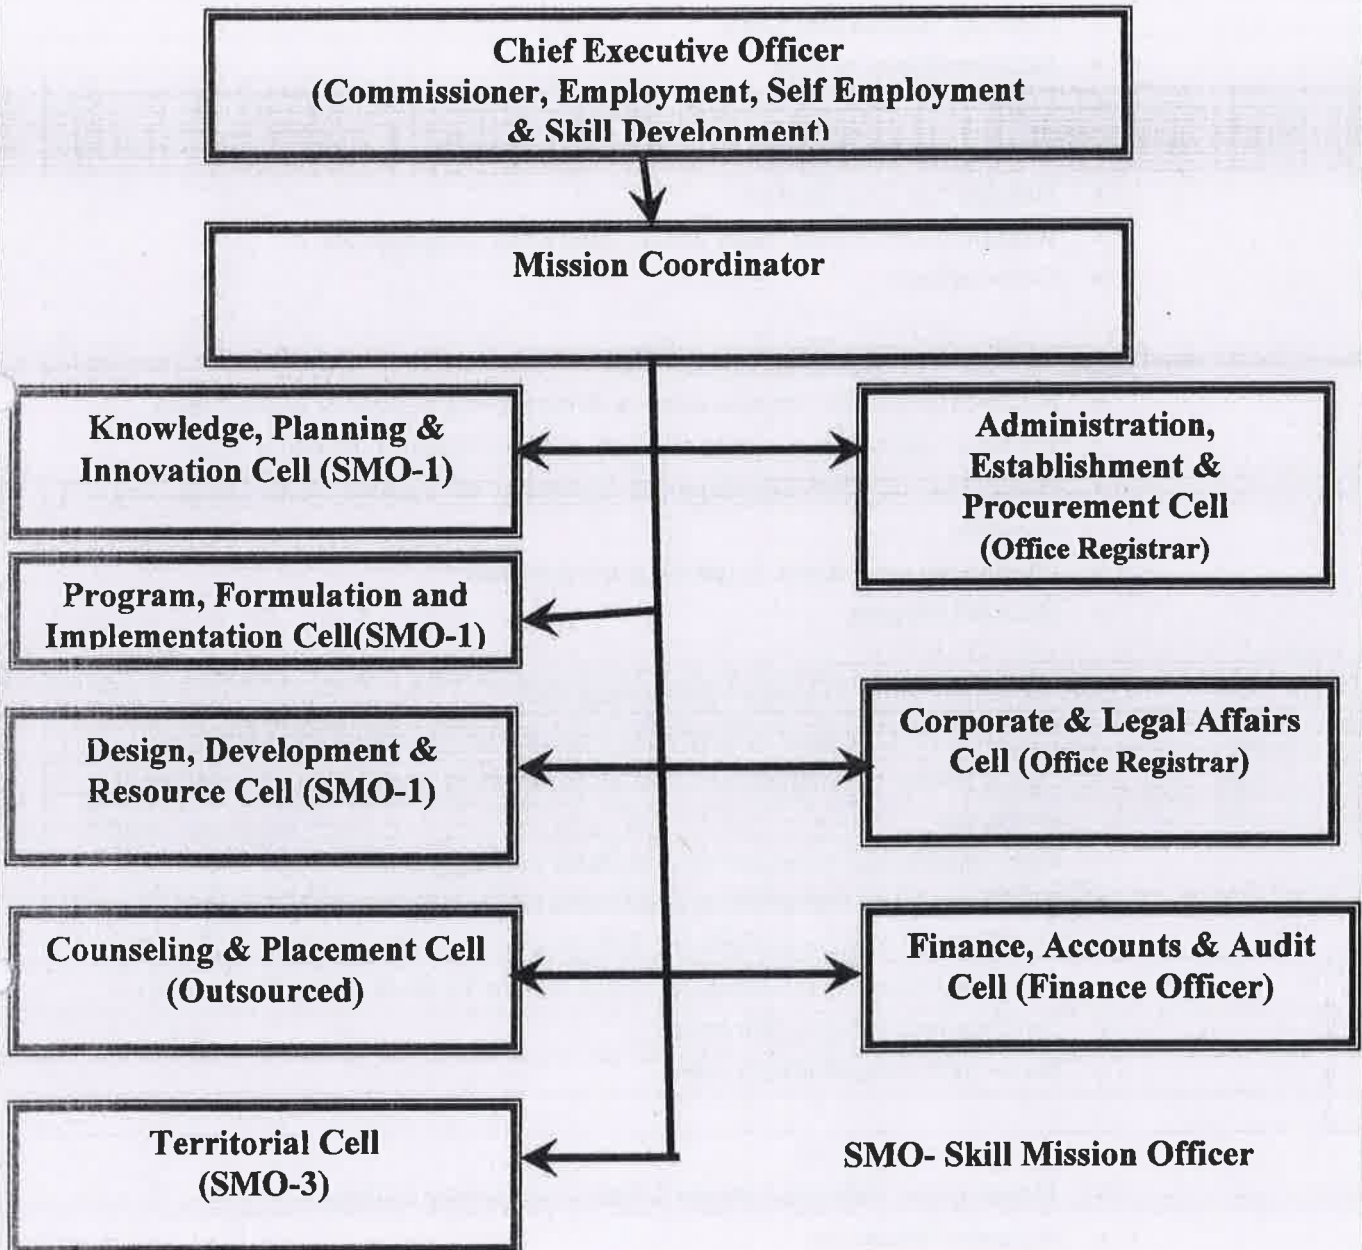 Chief Executive Officer
(Commissioner, Employment, Self Employment
& Skill Development)
Mission Coordinator
Knowledge, Planning &
Innovation Cell (SMO-1)
Administration,
Establishment &
Procurement Cell
(Office Registrar)
Program, Formulation and
Implementation Cell(SMO-1)
Design, Development &
Resource Cell (SMO-1)
Corporate & Legal Affairs
Cell (Office Registrar)
Counseling & Placement Cell
(Outsourced)
Finance, Accounts & Audit
Cell (Finance Officer)
Territorial Cell
(SMO-3)
SMO- Skill Mission Officer